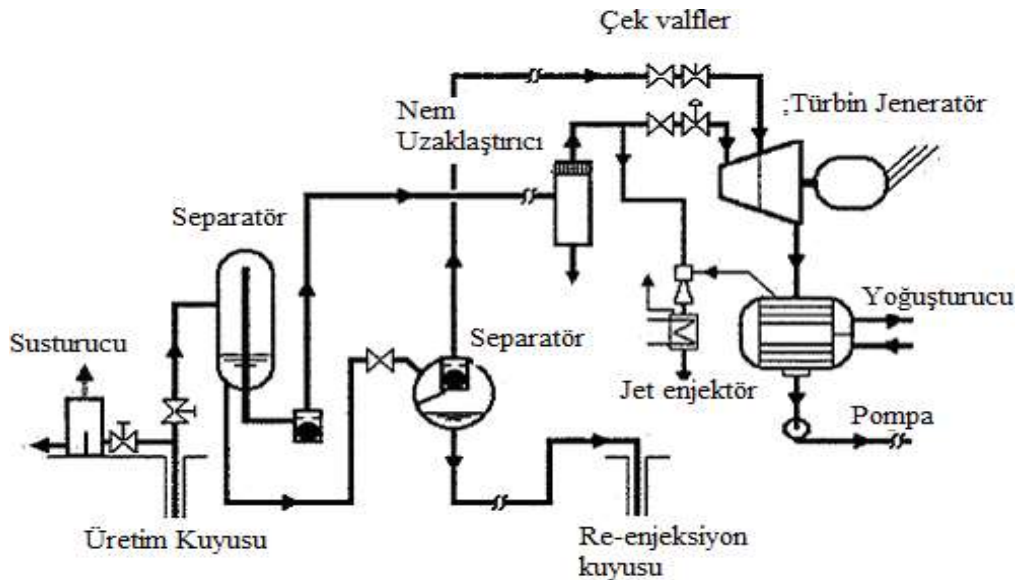 Çek valfler
;Türbin Jeneratör
Nem
Uzaklaştırıcı
Separatör
Yoğuşturucu
Separatör
Susturucu
Jet enjektör
Pompa
Üretim Kuyusu
Re-enjeksiyon
kuyusu